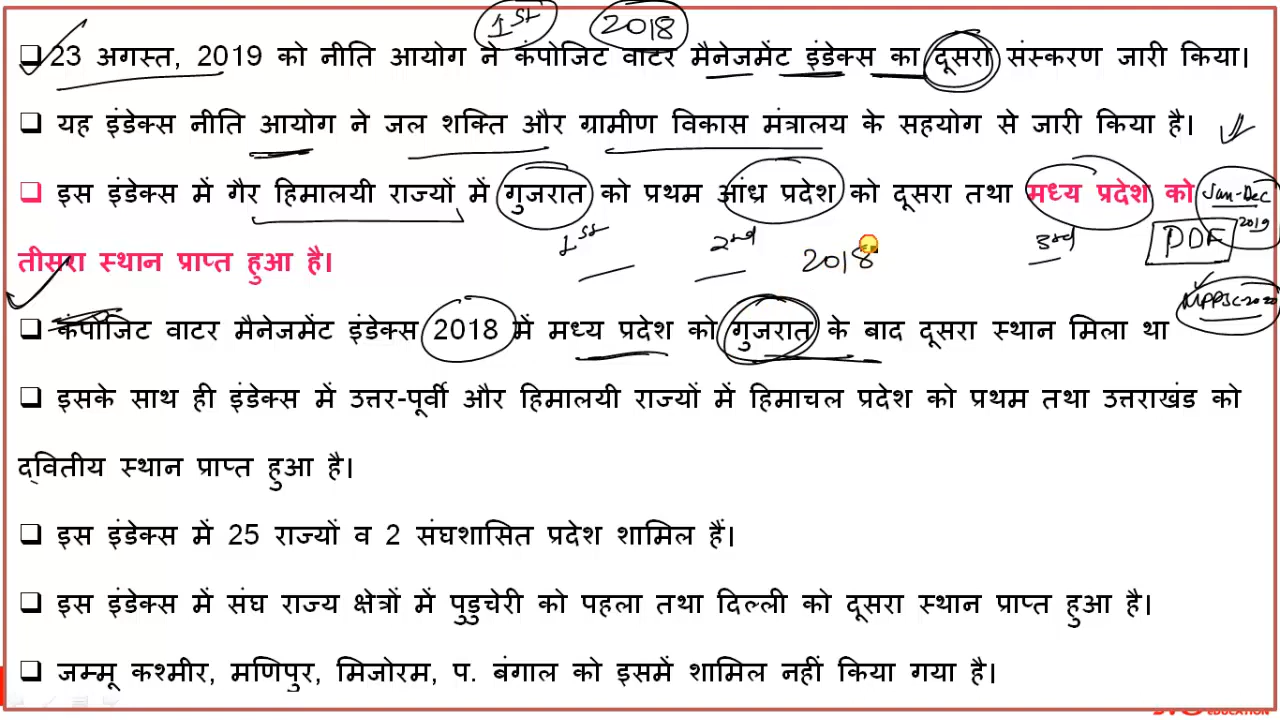 1st 2018
❑ 23 अगस्त, 2019 को नीति आयोग ने कंपोजिट वाटर मैनेजमेंट इंडेक्स का दूसरा संस्करण जारी किया।
❑ यह इंडेक्स नीति आयोग ने जल शक्ति और ग्रामीण विकास मंत्रालय के सहयोग से जारी किया है।
❑ इस इंडेक्स में गैर हिमालयी राज्यों में गुजरात को प्रथम आंध्र प्रदेश को दूसरा तथा मध्य प्रदेश को
Jan-Dec
2019
1st 2nd 3rd PDF
तीसरा स्थान प्राप्त हुआ है।
2018
MPPSC-2020
❑ कंपोजिट वाटर मैनेजमेंट इंडेक्स 2018 में मध्य प्रदेश को गुजरात के बाद दूसरा स्थान मिला था
❑ इसके साथ ही इंडेक्स में उत्तर-पूर्वी और हिमालयी राज्यों में हिमाचल प्रदेश को प्रथम तथा उत्तराखंड को
द्वितीय स्थान प्राप्त हुआ है।
❑ इस इंडेक्स में 25 राज्यों व 2 संघशासित प्रदेश शामिल हैं।
❑ इस इंडेक्स में संघ राज्य क्षेत्रों में पुडुचेरी को पहला तथा दिल्ली को दूसरा स्थान प्राप्त हुआ है।
❑ जम्मू कश्मीर, मणिपुर, मिजोरम, प. बंगाल को इसमें शामिल नहीं किया गया है।
EDUCATION